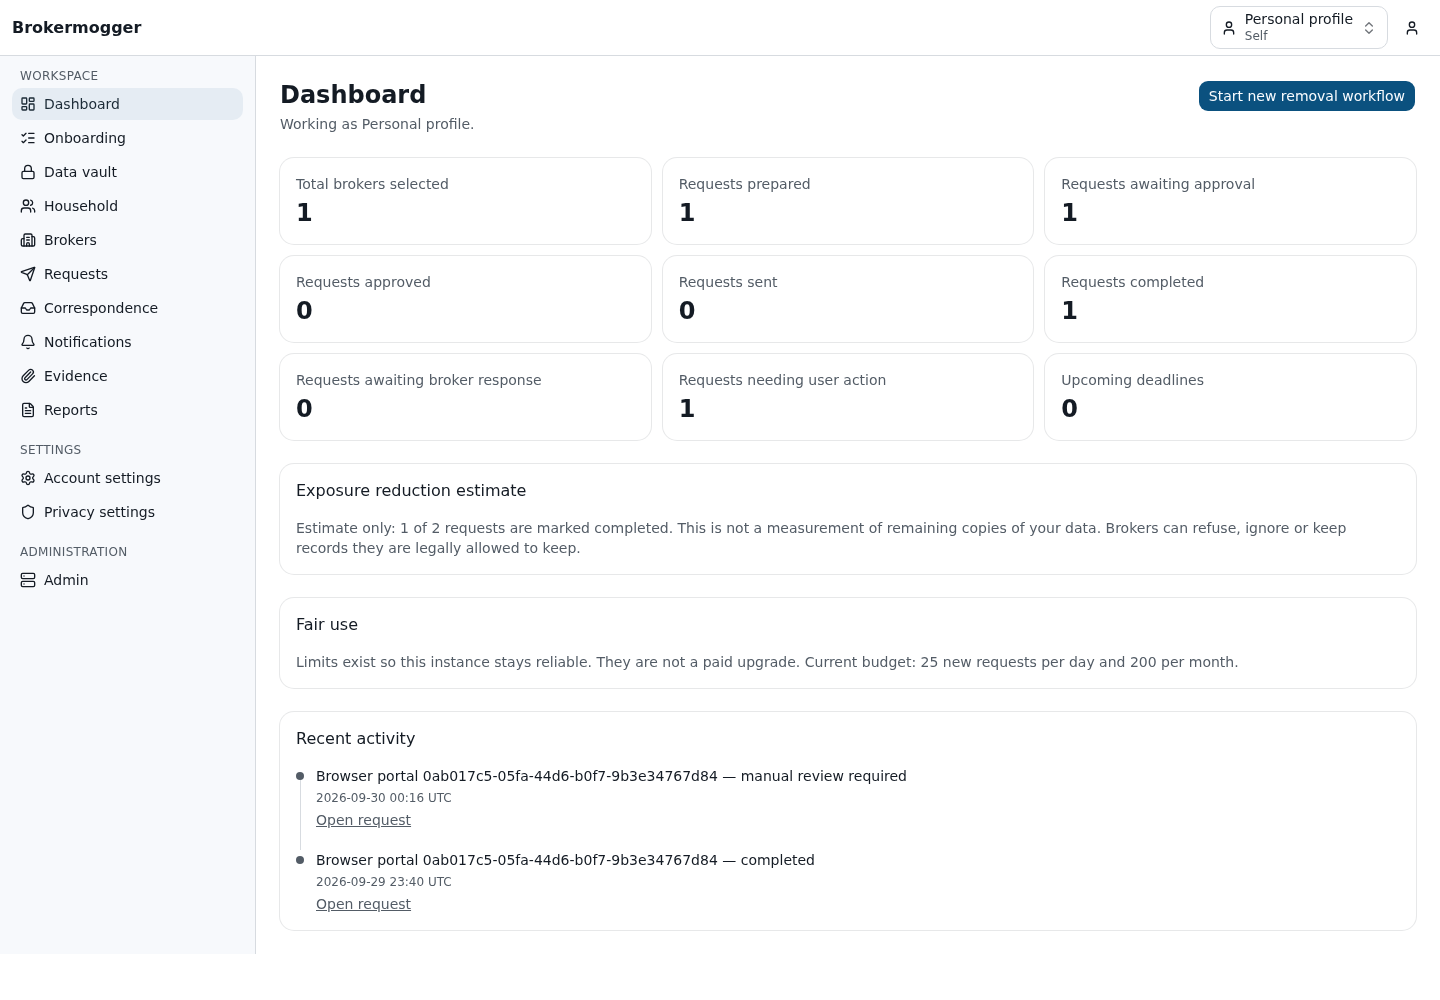 Brokermogger
Personal profile
Self
WORKSPACE
Dashboard
Onboarding
Data vault
Household
Brokers
Requests
Correspondence
Notifications
Evidence
Reports
SETTINGS
Account settings
Privacy settings
ADMINISTRATION
Admin
Dashboard
Start new removal workflow
Working as Personal profile.
Total brokers selected
1
Requests prepared
1
Requests awaiting approval
1
Requests approved
0
Requests sent
0
Requests completed
1
Requests awaiting broker response
0
Requests needing user action
1
Upcoming deadlines
0
Exposure reduction estimate
Estimate only: 1 of 2 requests are marked completed. This is not a measurement of remaining copies of your data. Brokers can refuse, ignore or keep
records they are legally allowed to keep.
Fair use
Limits exist so this instance stays reliable. They are not a paid upgrade. Current budget: 25 new requests per day and 200 per month.
Recent activity
Browser portal 0ab017c5-05fa-44d6-b0f7-9b3e34767d84 — manual review required
2026-09-30 00:16 UTC
Open request
Browser portal 0ab017c5-05fa-44d6-b0f7-9b3e34767d84 — completed
2026-09-29 23:40 UTC
Open request